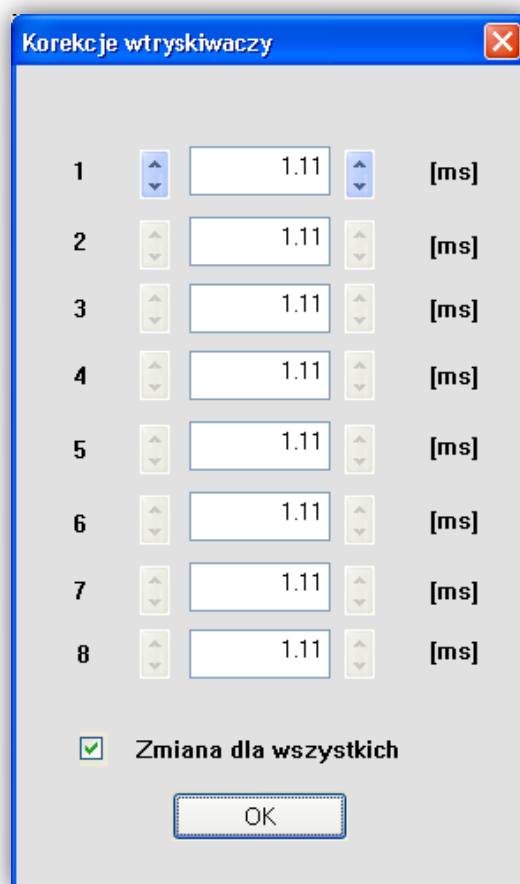 Korekcje wtryskiwaczy
1 1.11 [ms]
2 1.11 [ms]
3 1.11 [ms]
4 1.11 [ms]
5 1.11 [ms]
6 1.11 [ms]
7 1.11 [ms]
8 1.11 [ms]
Zmiana dla wszystkich
OK